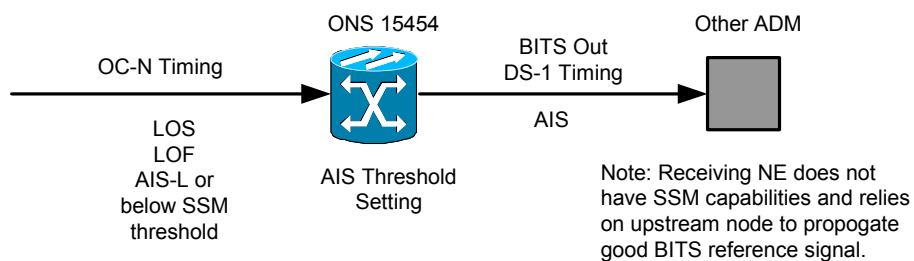 ONS 15454
Other ADM
OC-N Timing
BITS Out
DS-1 Timing
LOS
LOF
AIS-L or
below SSM
threshold
AIS Threshold
Setting
AIS
Note: Receiving NE does not
have SSM capabilities and relies
on upstream node to propogate
good BITS reference signal.